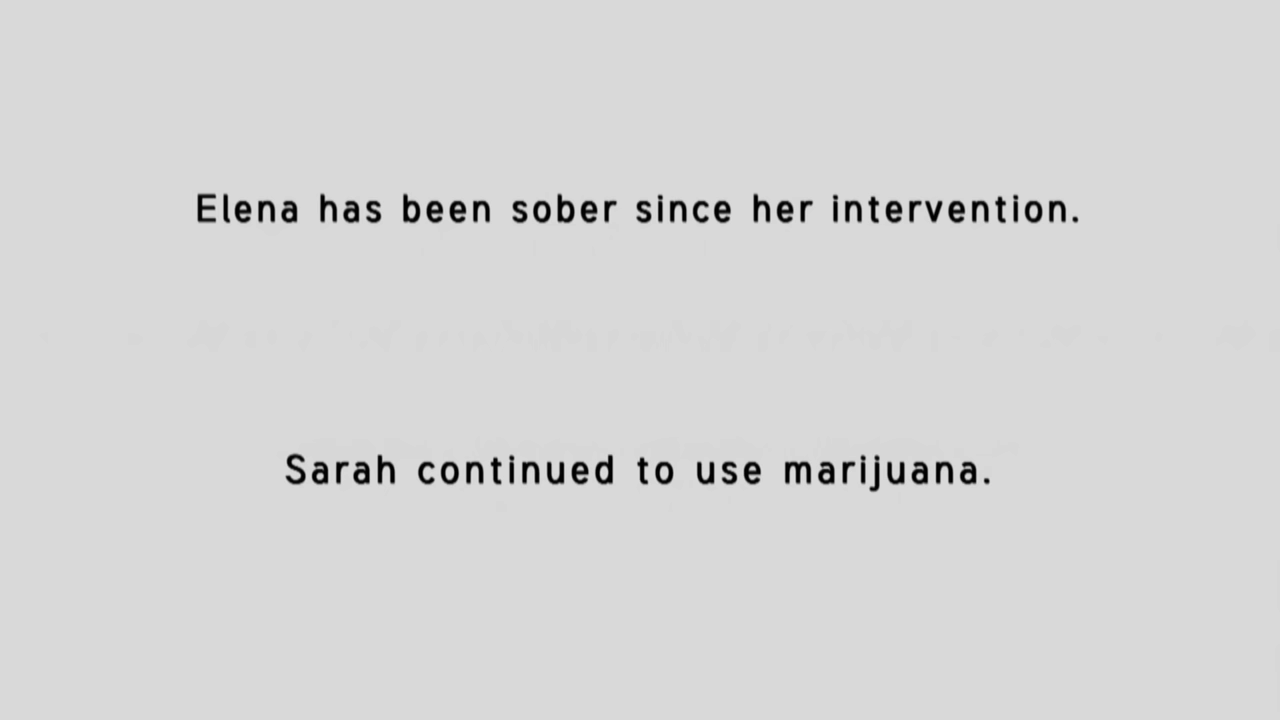 Elena has been sober since her intervention.
Sarah continued to use marijuana.